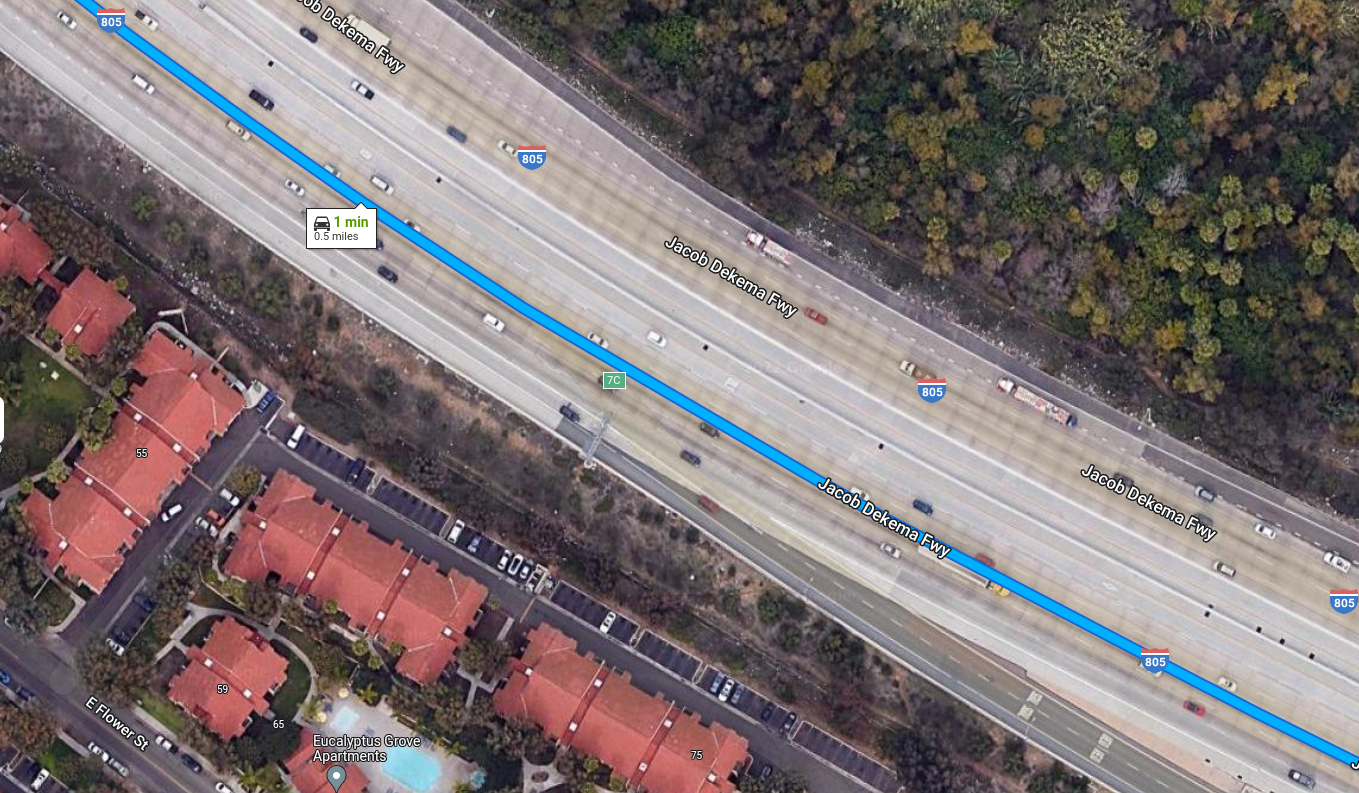 805
Jacob Dekema Fwy
805
1 min
0.5 miles
Jacob Dekema Fwy
7C
805
55
Jacob Dekema Fwy
Jacob Dekema Fwy
805
805
59
65
E Flower St
Eucalyptus Grove
Apartments
75